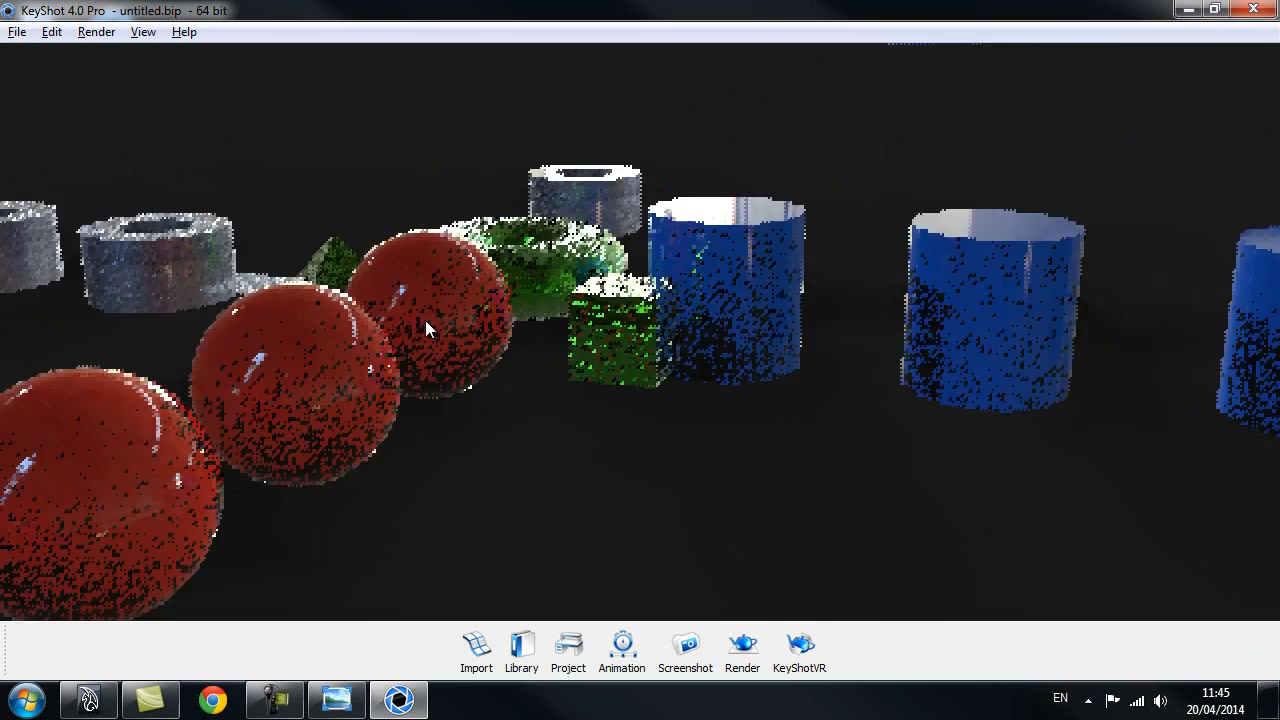 KeyShot 4.0 Pro - untitled.bip - 64 bit
File Edit Render View Help
Import Library Project Animation Screenshot Render KeyShotVR
EN
11:45
20/04/2014